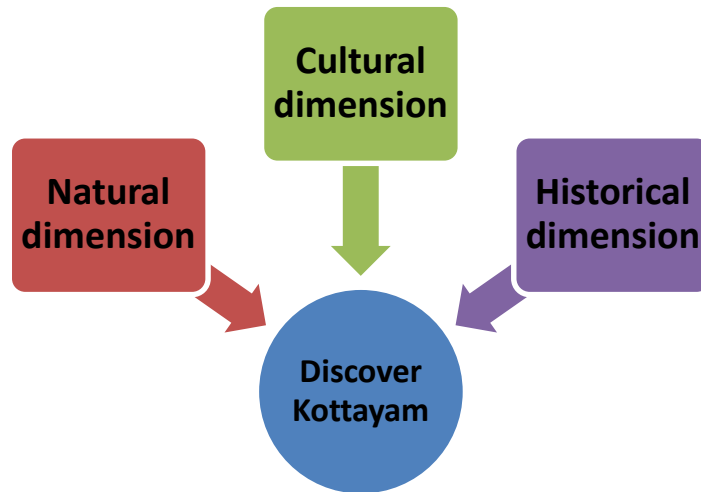 Cultural
dimension
Natural
dimension
Historical
dimension
Discover
Kottayam